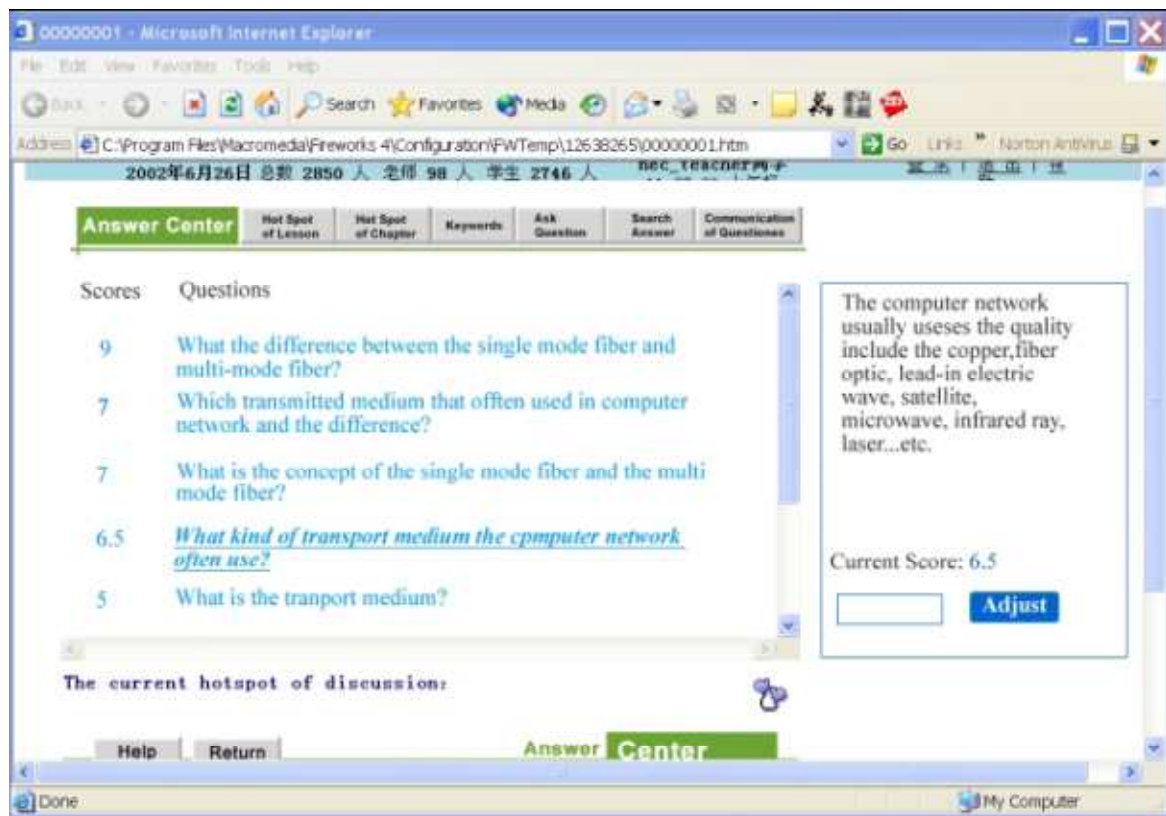 00000001 - Microsoft Internet Explorer
File Edit View Favorites Tools Help
Back Search Favorites Media
Address C:\Program Files\Macromedia\Fireworks 4\Configuration\FWTemp\12638265\00000001.htm Go Links » Norton AntiVirus
2002年6月26日 总数 2850 人 老师 98 人 学生 2746 人
Answer Center Hot Spot of Lesson Hot Spot of Chapter Keywords Ask Question Search Answer Communication of Questiones
Scores Questions
9 What the difference between the single mode fiber and
multi-mode fiber?
7 Which transmitted medium that offten used in computer
network and the difference?
7 What is the concept of the single mode fiber and the multi
mode fiber?
6.5 What kind of transport medium the cpmputer network
often use?
5 What is the tranport medium?
The computer network
usually useses the quality
include the copper,fiber
optic, lead-in electric
wave, satellite,
microwave, infrared ray,
laser...etc.
Current Score: 6.5
Adjust
The current hotspot of discussion:
Help Return Answer Center
Done My Computer